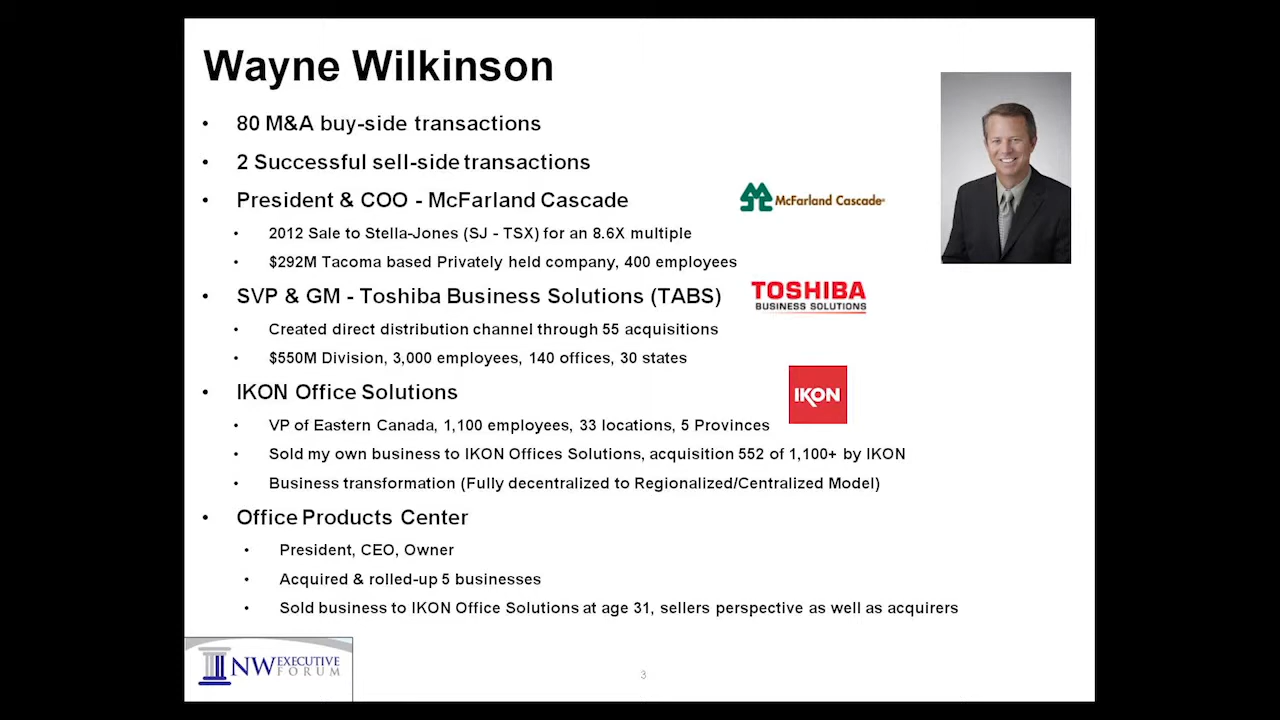 Wayne Wilkinson
• 80 M&A buy-side transactions
• 2 Successful sell-side transactions
• President & COO - McFarland Cascade
McFarland Cascade
• 2012 Sale to Stella-Jones (SJ - TSX) for an 8.6X multiple
• $292M Tacoma based Privately held company, 400 employees
• SVP & GM - Toshiba Business Solutions (TABS)
TOSHIBA
BUSINESS SOLUTIONS
• Created direct distribution channel through 55 acquisitions
• $550M Division, 3,000 employees, 140 offices, 30 states
• IKON Office Solutions
IKON
• VP of Eastern Canada, 1,100 employees, 33 locations, 5 Provinces
• Sold my own business to IKON Offices Solutions, acquisition 552 of 1,100+ by IKON
• Business transformation (Fully decentralized to Regionalized/Centralized Model)
• Office Products Center
• President, CEO, Owner
• Acquired & rolled-up 5 businesses
• Sold business to IKON Office Solutions at age 31, sellers perspective as well as acquirers
NW EXECUTIVE
FORUM
3